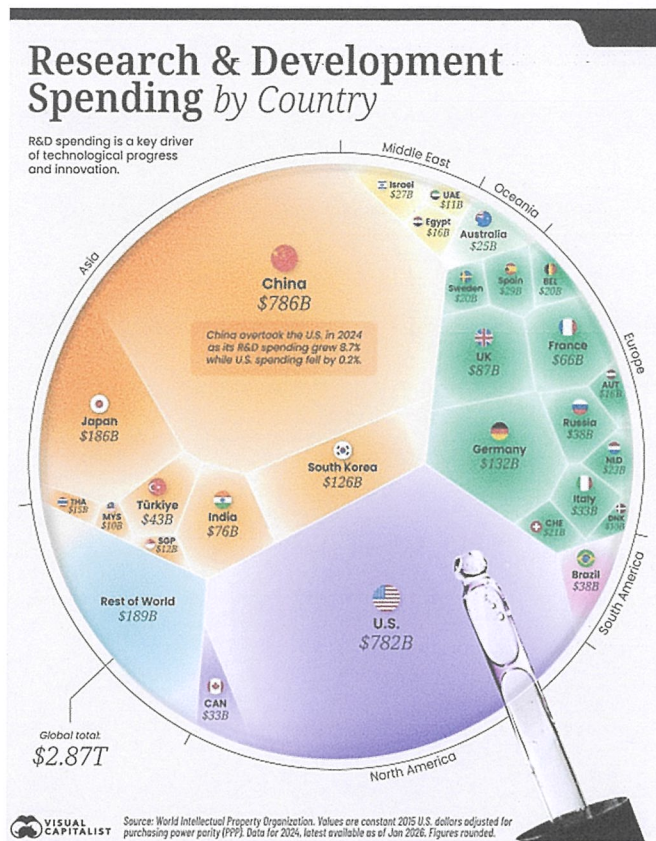 Research & Development
Spending by Country
R&D spending is a key driver
of technological progress
and innovation.
Middle East
Oceania
Asia
Europe
South America
North America
Israel
$27B
UAE
$11B
Egypt
$16B
Australia
$25B
China
$786B
China overtook the U.S. in 2024
as its R&D spending grew 8.7%
while U.S. spending fell by 0.2%.
Sweden
$20B
Spain
$29B
BEL
$20B
UK
$87B
France
$66B
AUT
$16B
Japan
$186B
Germany
$132B
Russia
$38B
NLD
$23B
South Korea
$126B
Italy
$33B
DNK
CHE
$21B
THA
$15B
MYS
$10B
Türkiye
$43B
SGP
$12B
India
$76B
Brazil
$38B
Rest of World
$189B
U.S.
$782B
CAN
$33B
Global total:
$2.87T
VISUAL
CAPITALIST
Source: World Intellectual Property Organization. Values are constant 2015 U.S. dollars adjusted for
purchasing power parity (PPP). Data for 2024, latest available as of Jan 2026. Figures rounded.